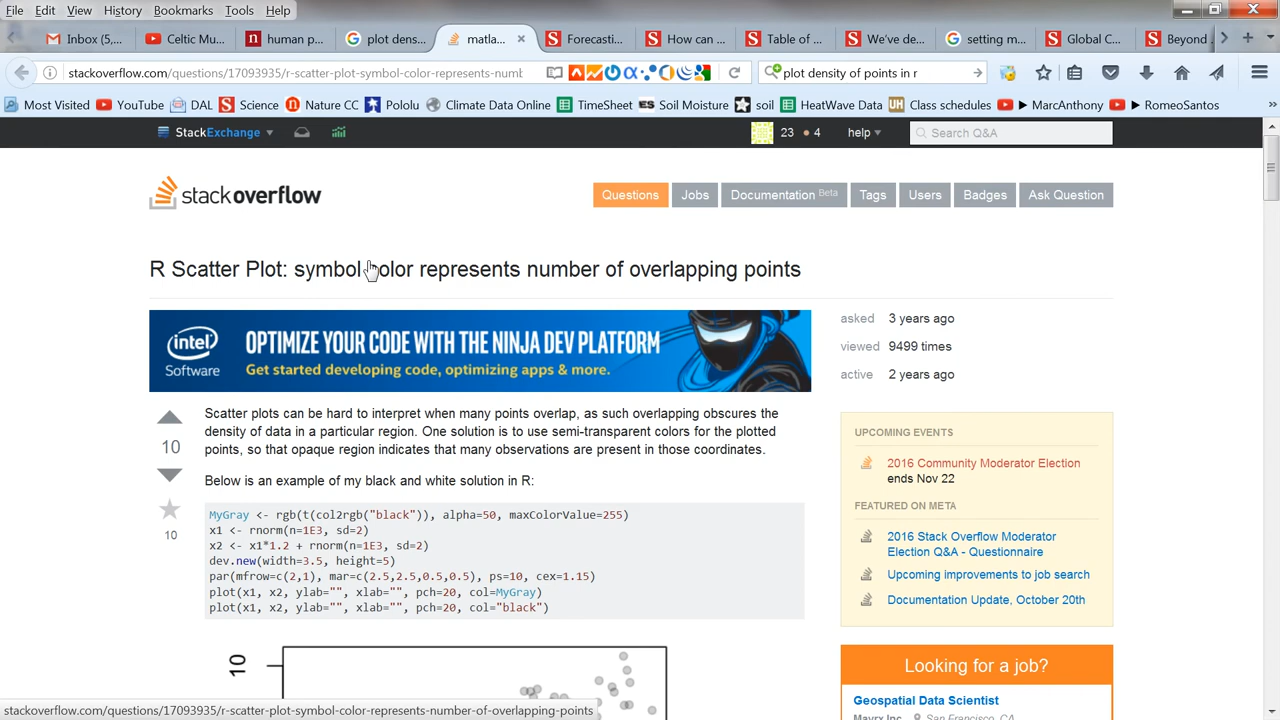 File Edit View History Bookmarks Tools Help
Inbox (5,... Celtic Mu... human p... plot dens... matla... Forecasti... How can ... Table of ... We've de... setting m... Global C... Beyond
stackoverflow.com/questions/17093935/r-scatter-plot-symbol-color-represents-numb plot density of points in r
Most Visited YouTube DAL Science Nature CC Pololu Climate Data Online TimeSheet Soil Moisture soil HeatWave Data Class schedules ▶ MarcAnthony ▶ RomeoSantos
StackExchange 23 4 help Search Q&A
stackoverflow Questions Jobs Documentation Beta Tags Users Badges Ask Question
R Scatter Plot: symbol color represents number of overlapping points
intel Software
OPTIMIZE YOUR CODE WITH THE NINJA DEV PLATFORM
Get started developing code, optimizing apps & more.
asked 3 years ago
viewed 9499 times
active 2 years ago
10
10
Scatter plots can be hard to interpret when many points overlap, as such overlapping obscures the
density of data in a particular region. One solution is to use semi-transparent colors for the plotted
points, so that opaque region indicates that many observations are present in those coordinates.
Below is an example of my black and white solution in R:
MyGray <- rgb(t(col2rgb("black")), alpha=50, maxColorValue=255)
x1 <- rnorm(n=1E3, sd=2)
x2 <- x1*1.2 + rnorm(n=1E3, sd=2)
dev.new(width=3.5, height=5)
par(mfrow=c(2,1), mar=c(2.5,2.5,0.5,0.5), ps=10, cex=1.15)
plot(x1, x2, ylab="", xlab="", pch=20, col=MyGray)
plot(x1, x2, ylab="", xlab="", pch=20, col="black")
10
UPCOMING EVENTS
2016 Community Moderator Election
ends Nov 22
FEATURED ON META
2016 Stack Overflow Moderator
Election Q&A - Questionnaire
Upcoming improvements to job search
Documentation Update, October 20th
Looking for a job?
Geospatial Data Scientist
Mavrx Inc. San Francisco, CA
stackoverflow.com/questions/17093935/r-scatter-plot-symbol-color-represents-number-of-overlapping-points